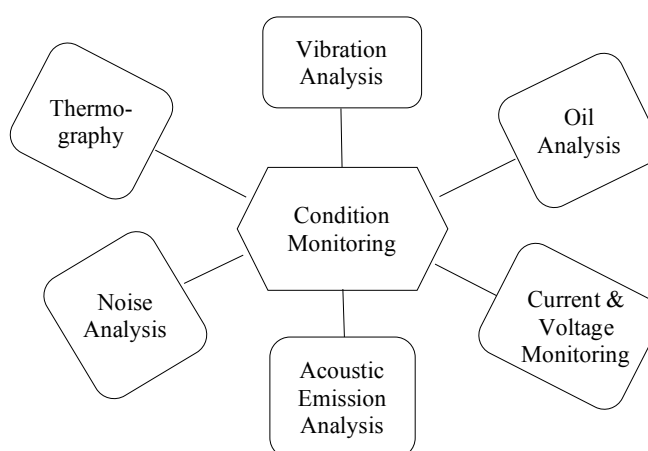 Vibration
Analysis
Thermo-
graphy
Oil
Analysis
Condition
Monitoring
Noise
Analysis
Current &
Voltage
Monitoring
Acoustic
Emission
Analysis